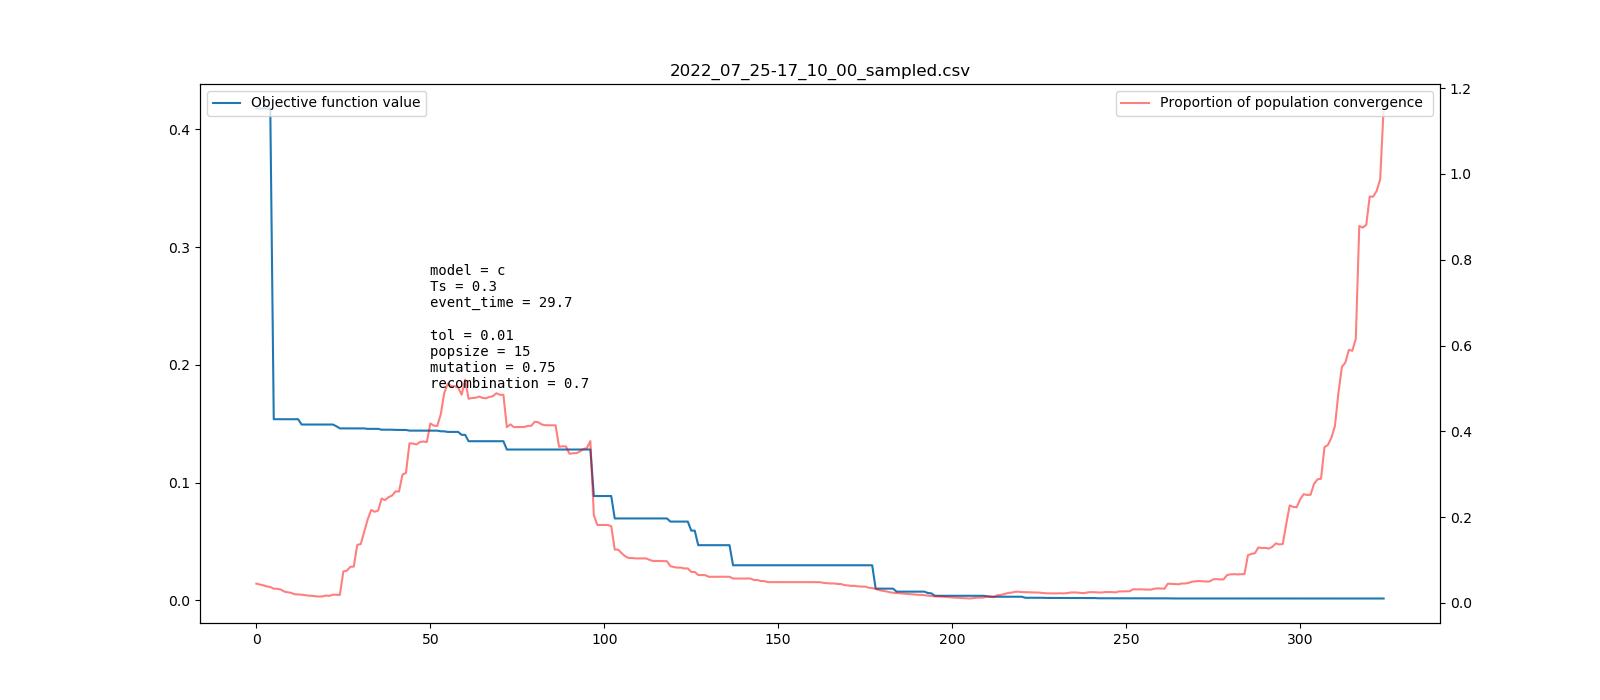 2022_07_25-17_10_00_sampled.csv
Objective function value
Proportion of population convergence
0.4
0.3
0.2
0.1
0.0
model = c
Ts = 0.3
event_time = 29.7
tol = 0.01
popsize = 15
mutation = 0.75
recombination = 0.7
1.2
1.0
0.8
0.6
0.4
0.2
0.0
0 50 100 150 200 250 300